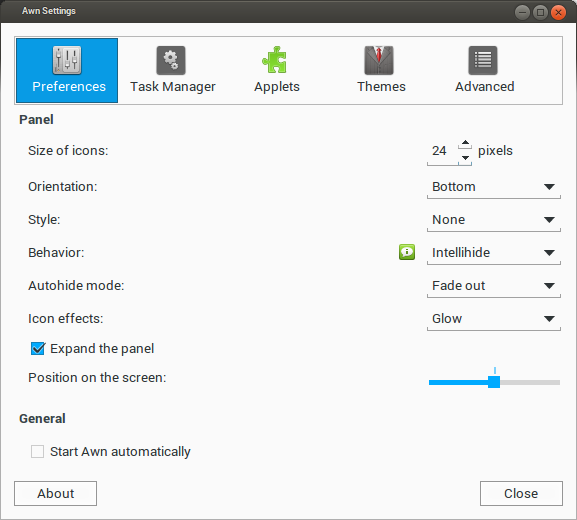 Awn Settings
Preferences
Task Manager
Applets
Themes
Advanced
Panel
Size of icons: 24 pixels
Orientation: Bottom
Style: None
Behavior: Intellihide
Autohide mode: Fade out
Icon effects: Glow
Expand the panel
Position on the screen:
General
Start Awn automatically
About
Close